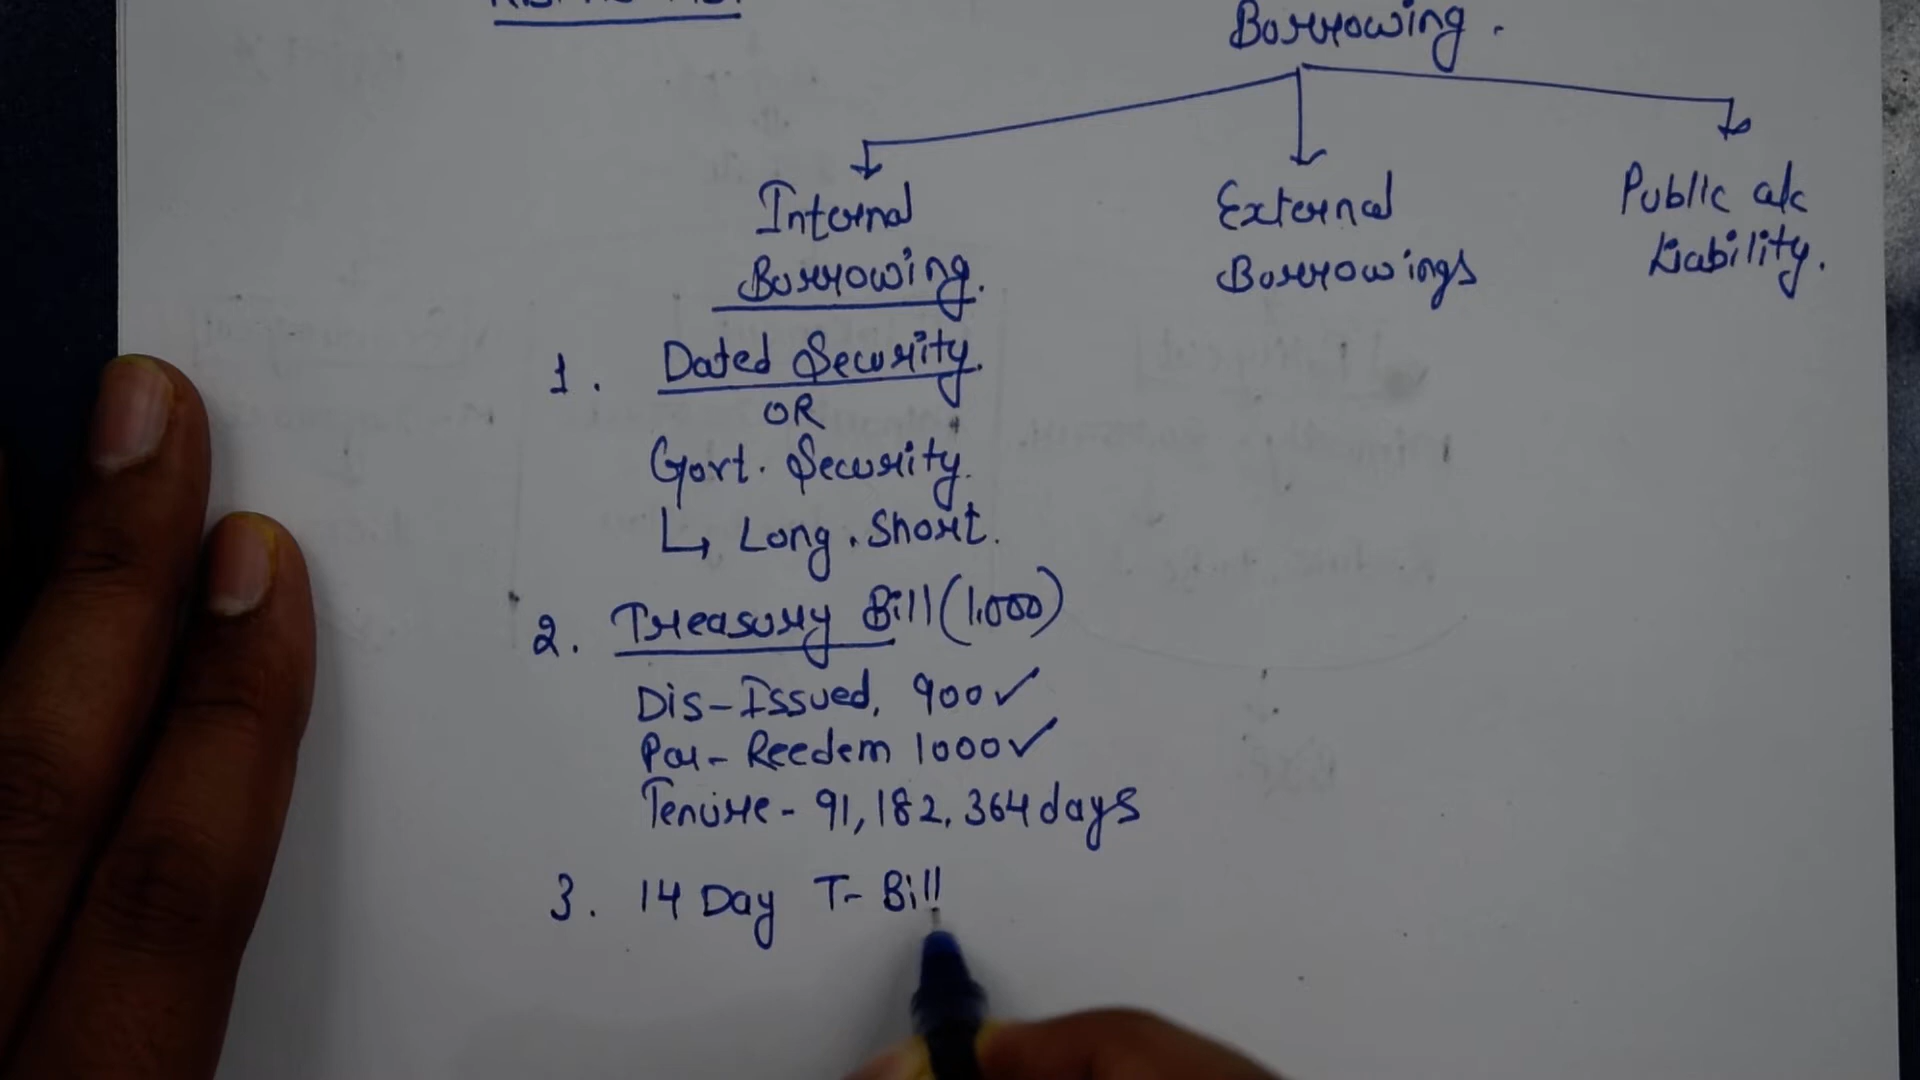 Borrowing.
Internal
Borrowing.
External
Borrowings
Public a/c
Liability.
1. Dated Security.
OR
Govt. Security.
↳ Long. Short.
2. Treasury Bill (1,000)
Dis-Issued, 900✓
Par- Reedem 1000✓
Tenure- 91, 182, 364 days
3. 14 Day T- Bill